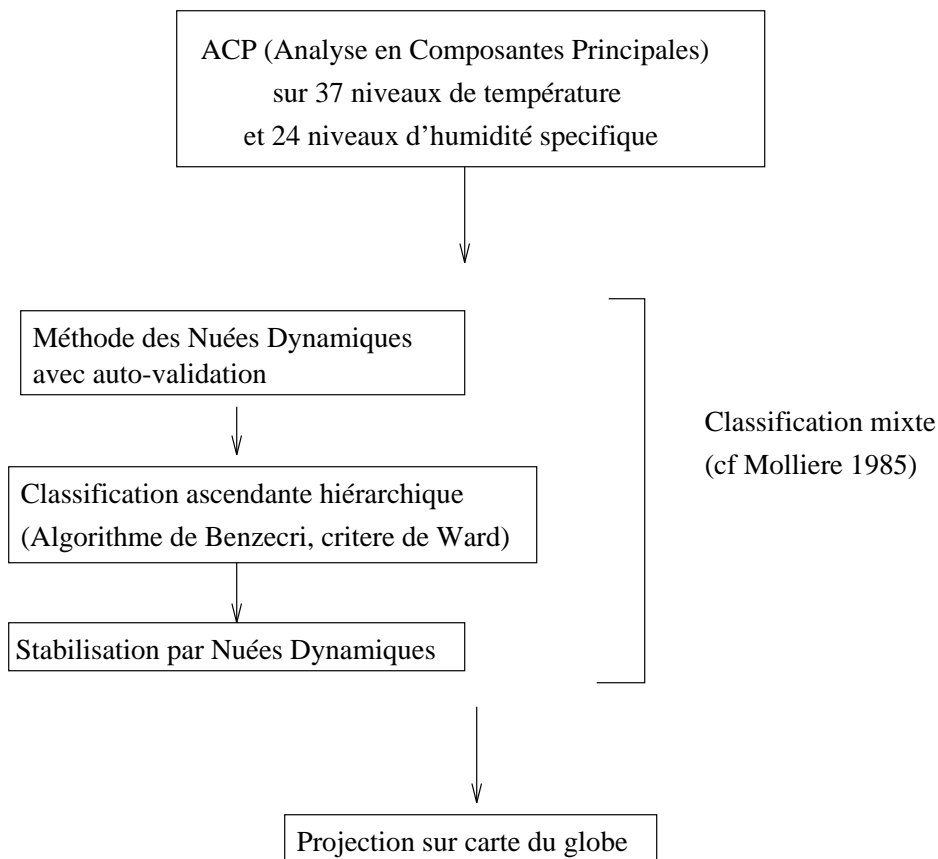 ACP (Analyse en Composantes Principales)
sur 37 niveaux de température
et 24 niveaux d'humidité specifique
Méthode des Nuées Dynamiques
avec auto-validation
Classification mixte
(cf Molliere 1985)
Classification ascendante hiérarchique
(Algorithme de Benzecri, critere de Ward)
Stabilisation par Nuées Dynamiques
Projection sur carte du globe